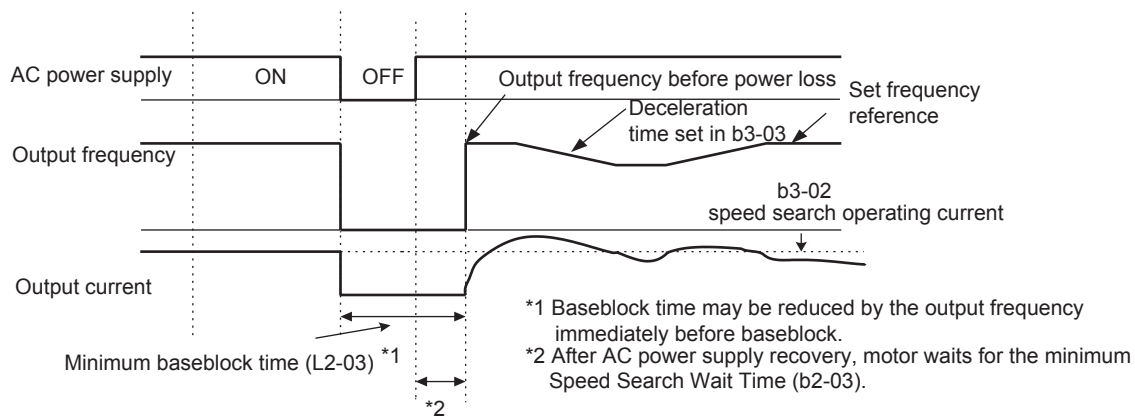 AC power supply
ON
OFF
Output frequency before power loss
Deceleration
time set in b3-03
Set frequency
reference
Output frequency
b3-02
speed search operating current
Output current
*1 Baseblock time may be reduced by the output frequency
immediately before baseblock.
Minimum baseblock time (L2-03) *1
*2 After AC power supply recovery, motor waits for the minimum
Speed Search Wait Time (b2-03).
*2